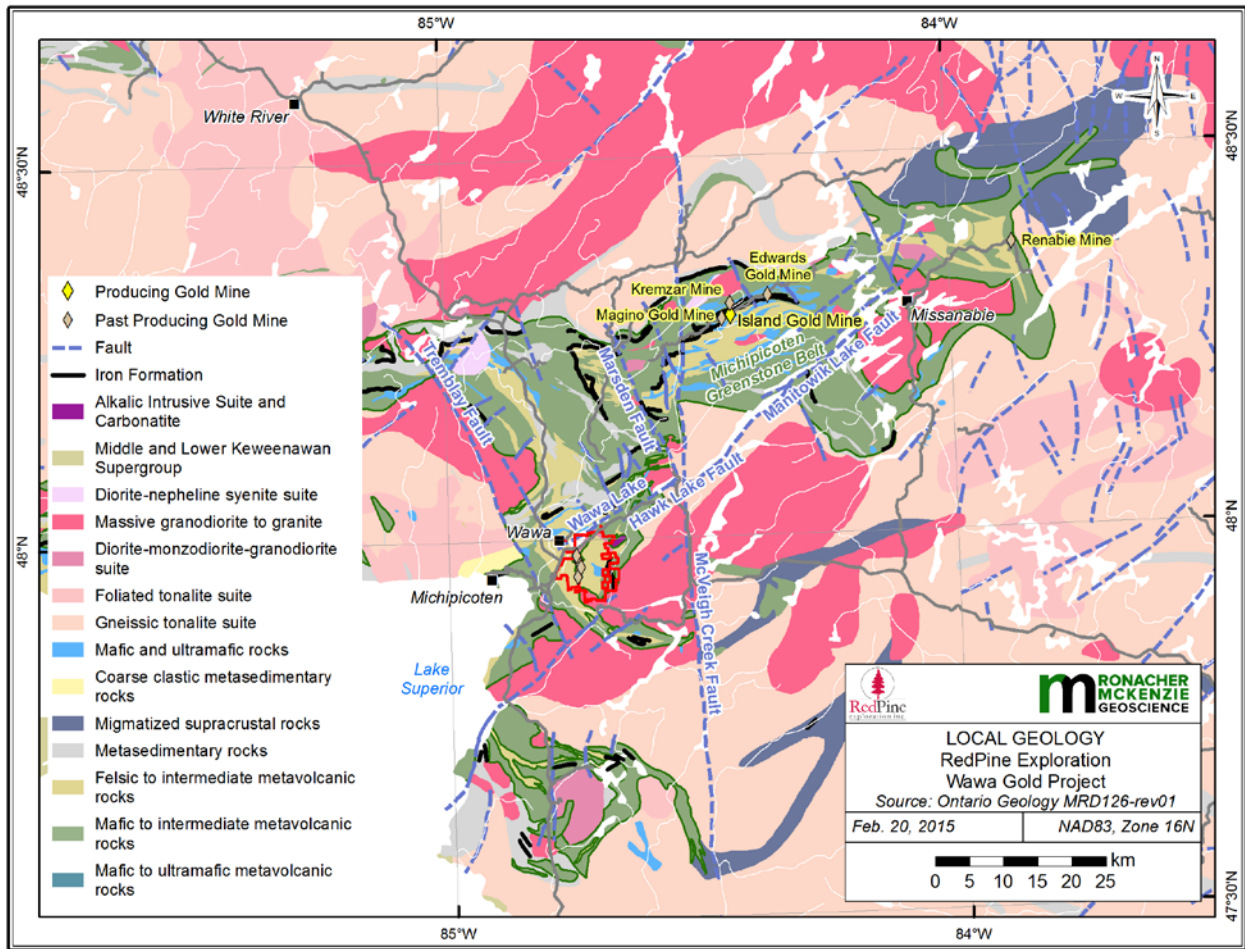 85°W
84°W
N
W
E
S
White River
48°30'N
48°30'N
Renabie Mine
Edwards
Gold Mine
Kremzar Mine
Magino Gold Mine
Island Gold Mine
Missanabie
Michipicoten
Greenstone Belt
Manitowik Lake Fault
Trembay Fault
Marsden Fault
Wawa Lake
Hawk Lake Fault
McVeigh Creek Fault
Wawa
Michipicoten
Lake
Superior
48°N
48°N
Producing Gold Mine
Past Producing Gold Mine
Fault
Iron Formation
Alkalic Intrusive Suite and
Carbonatite
Middle and Lower Keweenawan
Supergroup
Diorite-nepheline syenite suite
Massive granodiorite to granite
Diorite-monzodiorite-granodiorite
suite
Foliated tonalite suite
Gneissic tonalite suite
Mafic and ultramafic rocks
Coarse clastic metasedimentary
rocks
Migmatized supracrustal rocks
Metasedimentary rocks
Felsic to intermediate metavolcanic
rocks
Mafic to intermediate metavolcanic
rocks
Mafic to ultramafic metavolcanic
rocks
RedPine
exploration inc.
RONACHER
MCKENZIE
GEOSCIENCE
LOCAL GEOLOGY
RedPine Exploration
Wawa Gold Project
Source: Ontario Geology MRD126-rev01
Feb. 20, 2015
NAD83, Zone 16N
km
0 5 10 15 20 25
47°30'N
85°W
84°W